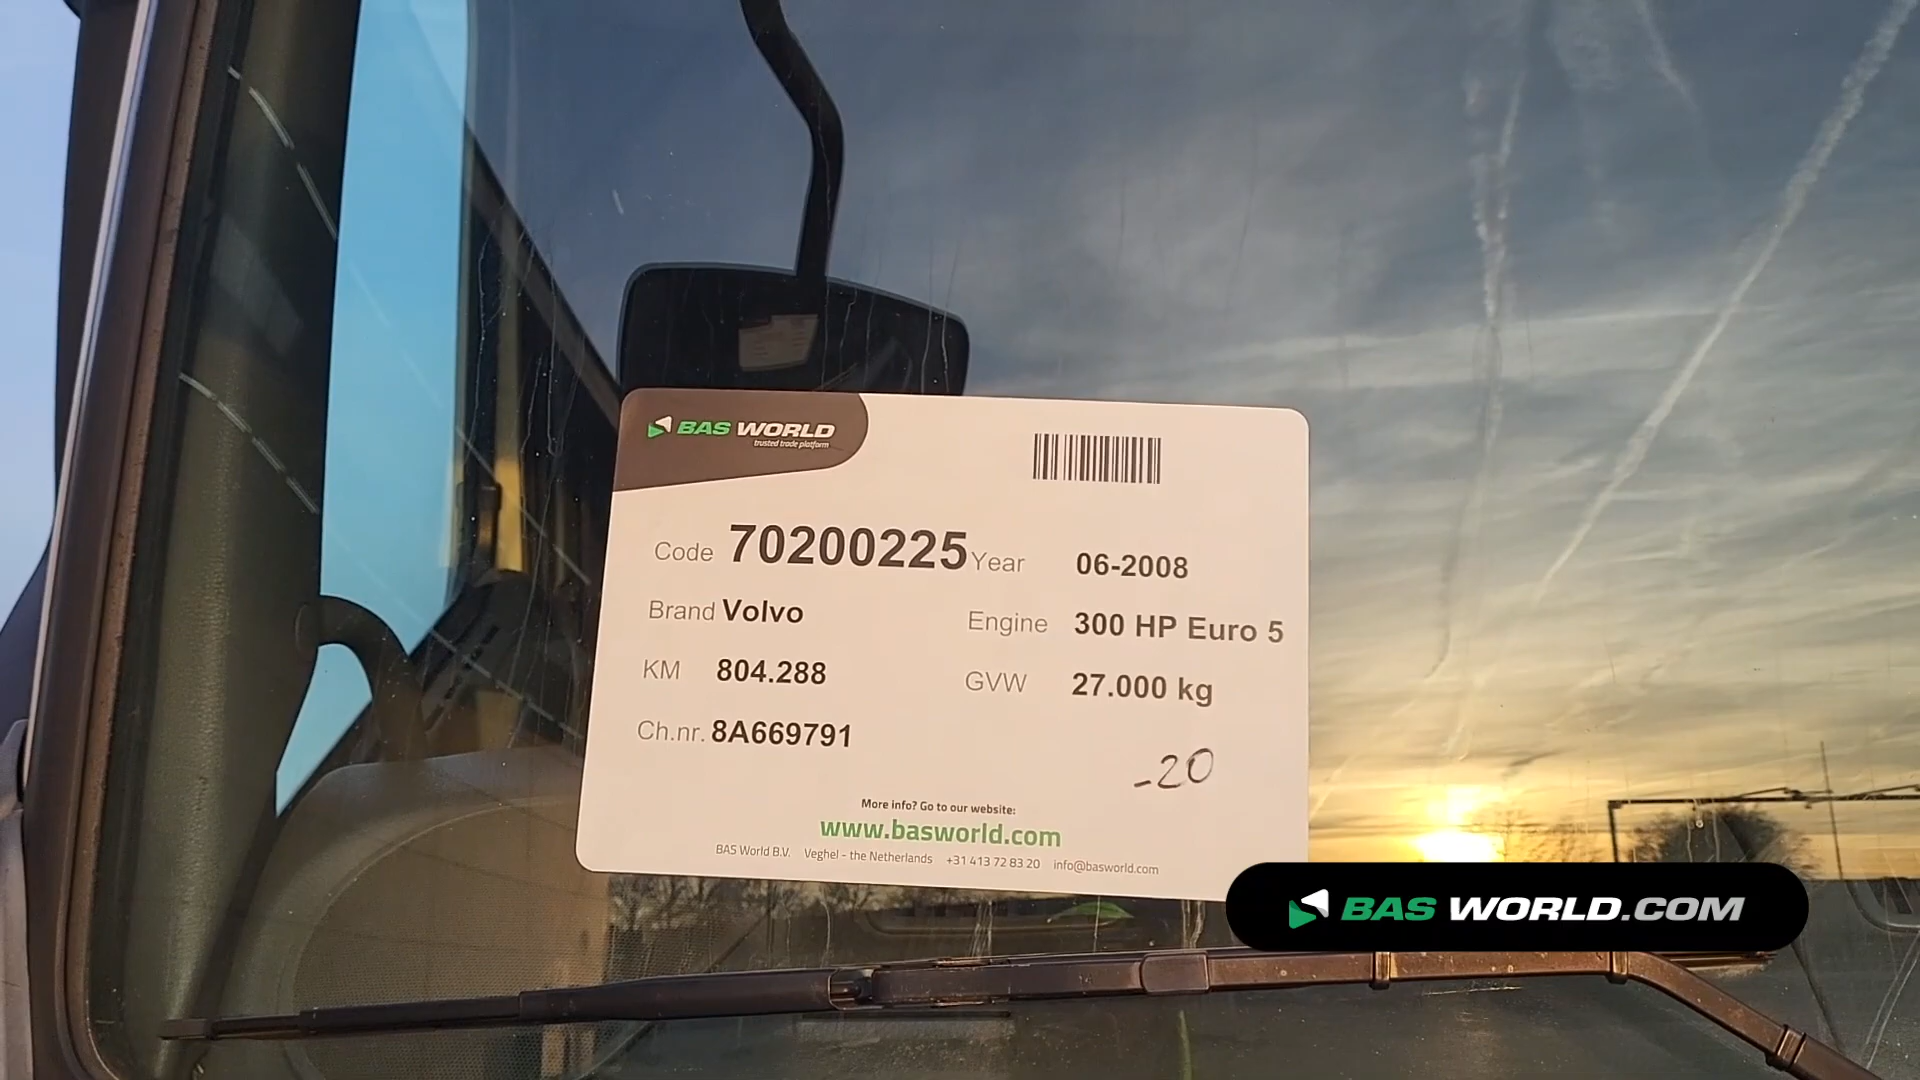 BAS WORLD
trusted trade platform
Code 70200225 Year 06-2008
Brand Volvo Engine 300 HP Euro 5
KM 804.288 GVW 27.000 kg
Ch.nr. 8A669791
-20
More info? Go to our website:
www.basworld.com
BAS World B.V. Veghel - the Netherlands +31 413 72 83 20 info@basworld.com
BAS WORLD.COM